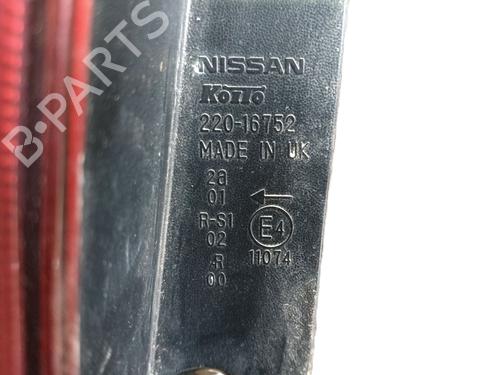 NISSAN
KOITO
220-16752
MADE IN UK
2a
01
R-S1
02
R
00
E4
11074
B-PARTS